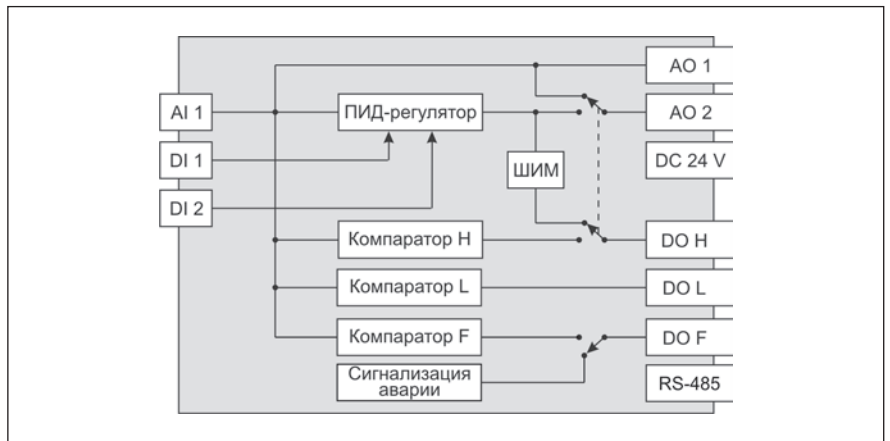 AO 1
AI 1
ПИД-регулятор
AO 2
DI 1
ШИМ
DC 24 V
DI 2
Компаратор H
DO H
Компаратор L
DO L
Компаратор F
DO F
Сигнализация
аварии
RS-485